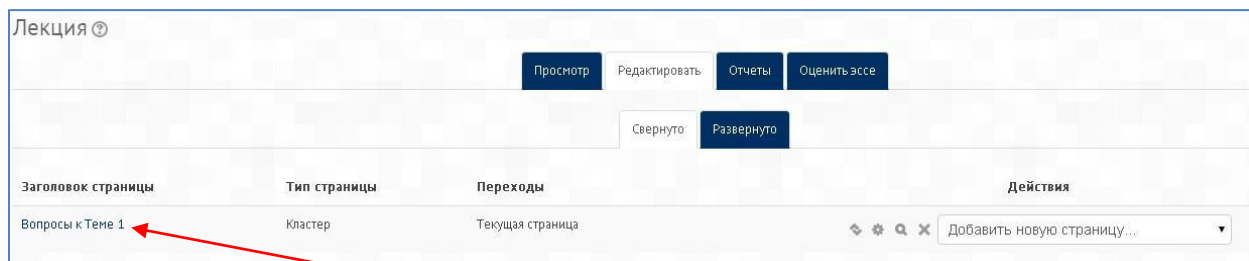 Лекция
Просмотр Редактировать Отчеты Оценить эссе
Свернуто Развернуто
Заголовок страницы Тип страницы Переходы Действия
Вопросы к Теме 1 Кластер Текущая страница Добавить новую страницу...